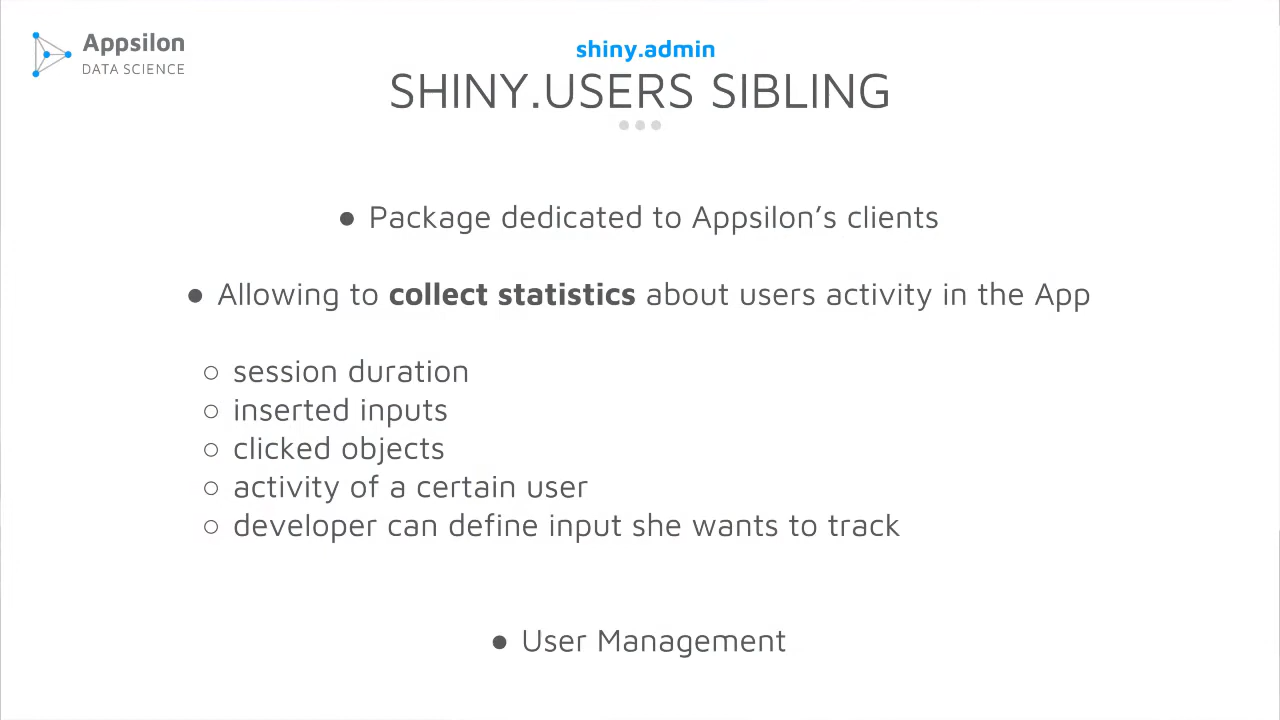 Appsilon
DATA SCIENCE
shiny.admin
SHINY.USERS SIBLING
● Package dedicated to Appsilon’s clients
● Allowing to collect statistics about users activity in the App
○ session duration
○ inserted inputs
○ clicked objects
○ activity of a certain user
○ developer can define input she wants to track
● User Management